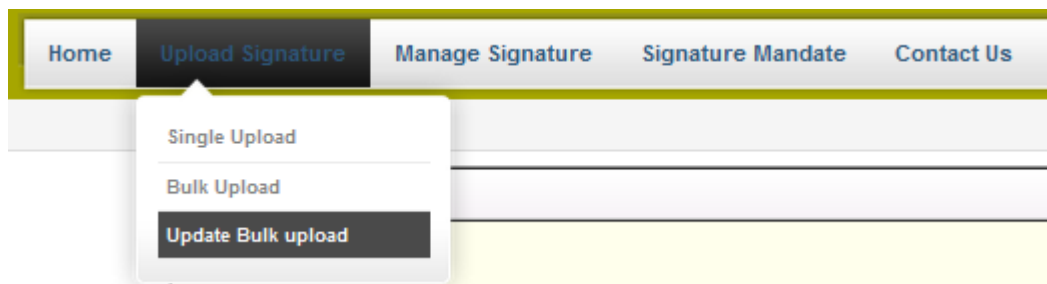 Home Upload Signature Manage Signature Signature Mandate Contact Us
Single Upload
Bulk Upload
Update Bulk upload